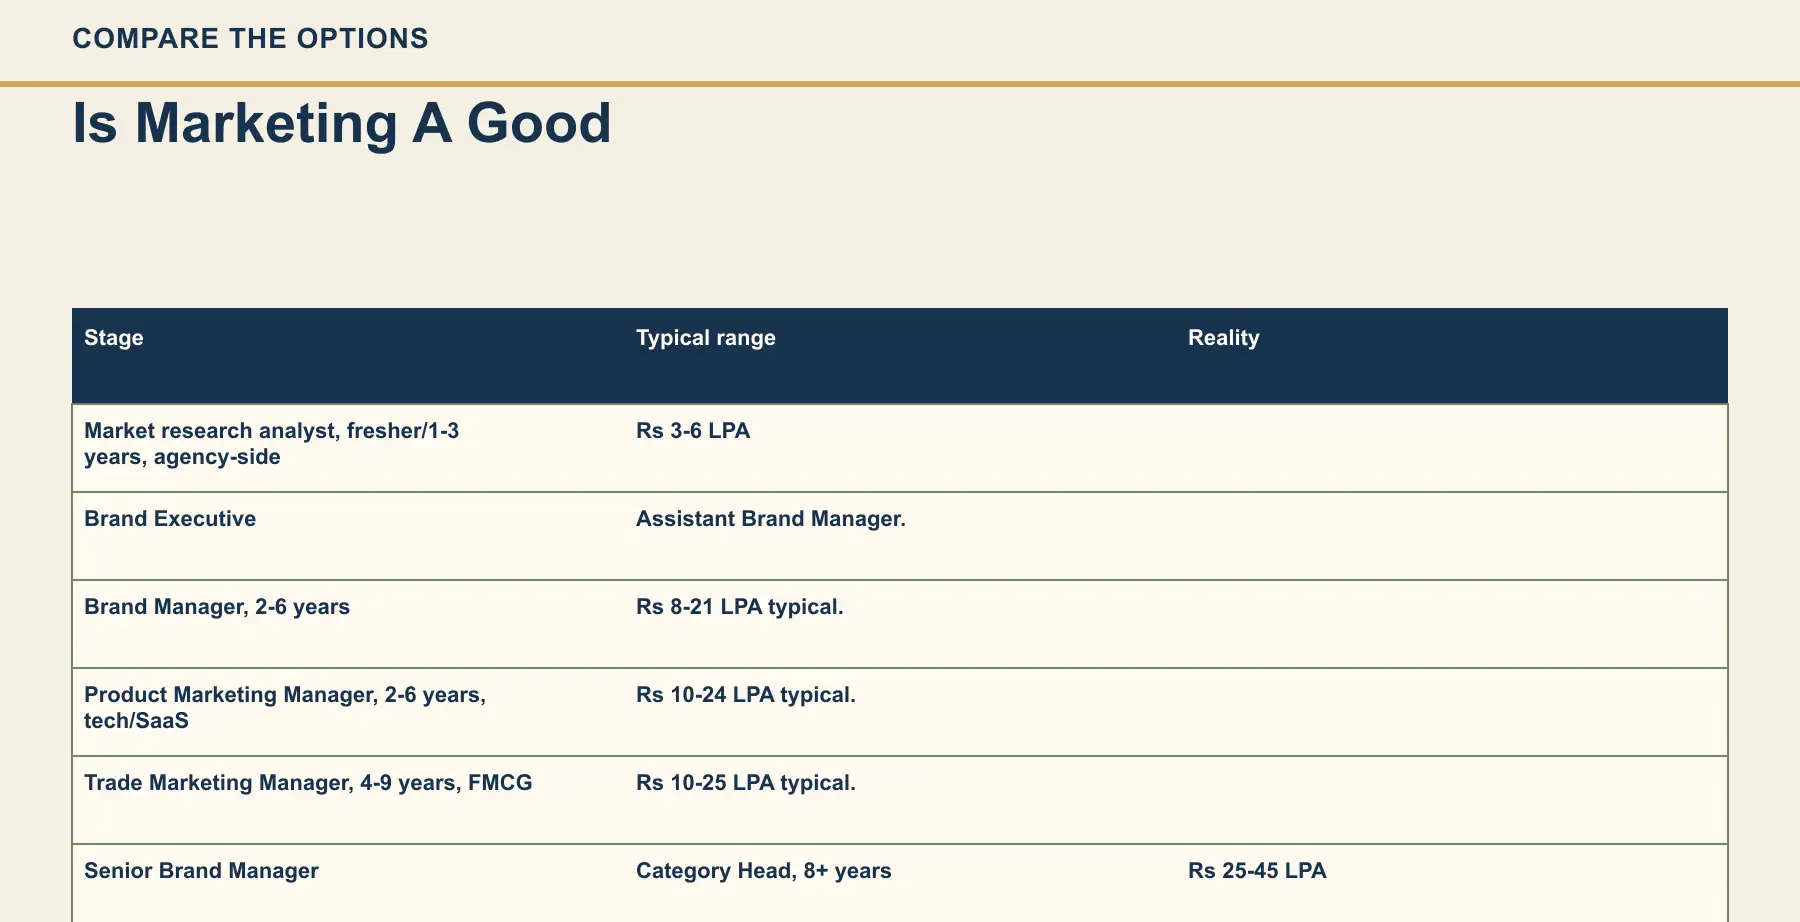 COMPARE THE OPTIONS
Is Marketing A Good
Stage Typical range Reality
Market research analyst, fresher/1-3
years, agency-side
Rs 3-6 LPA
Brand Executive Assistant Brand Manager.
Brand Manager, 2-6 years Rs 8-21 LPA typical.
Product Marketing Manager, 2-6 years,
tech/SaaS
Rs 10-24 LPA typical.
Trade Marketing Manager, 4-9 years, FMCG Rs 10-25 LPA typical.
Senior Brand Manager Category Head, 8+ years Rs 25-45 LPA